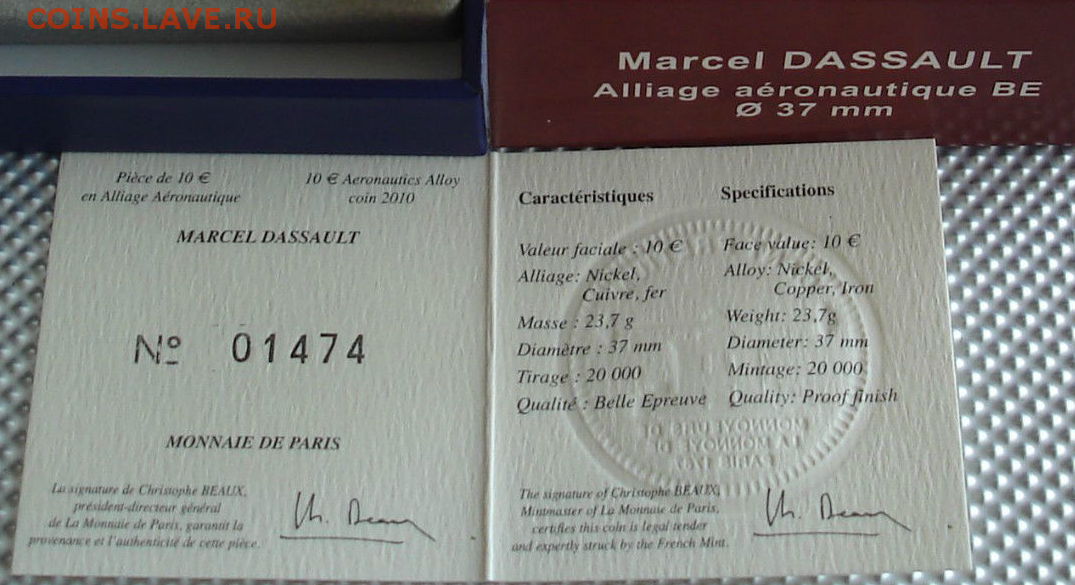 COINS.LAVE.RU
Marcel DASSAULT
Alliage aéronautique BE
Ø 37 mm
Pièce de 10 €
en Alliage Aéronautique
10 € Aeronautics Alloy
coin 2010
MARCEL DASSAULT
Nº 01474
MONNAIE DE PARIS
La signature de Christophe BEAUX,
président-directeur général
de La Monnaie de Paris, garantit la
provenance et l'authenticité de cette pièce.
Caractéristiques
Valeur faciale : 10 €
Alliage: Nickel,
Cuivre, fer
Masse : 23,7 g
Diamètre : 37 mm
Tirage : 20 000
Qualité : Belle Epreuve
Specifications
Face value: 10 €
Alloy: Nickel,
Copper, Iron
Weight: 23,7g
Diameter: 37 mm
Mintage: 20 000
Quality: Proof finish
The signature of Christophe BEAUX,
Mintmaster of La Monnaie de Paris,
certifies this coin is legal tender
and expertly struck by the French Mint.